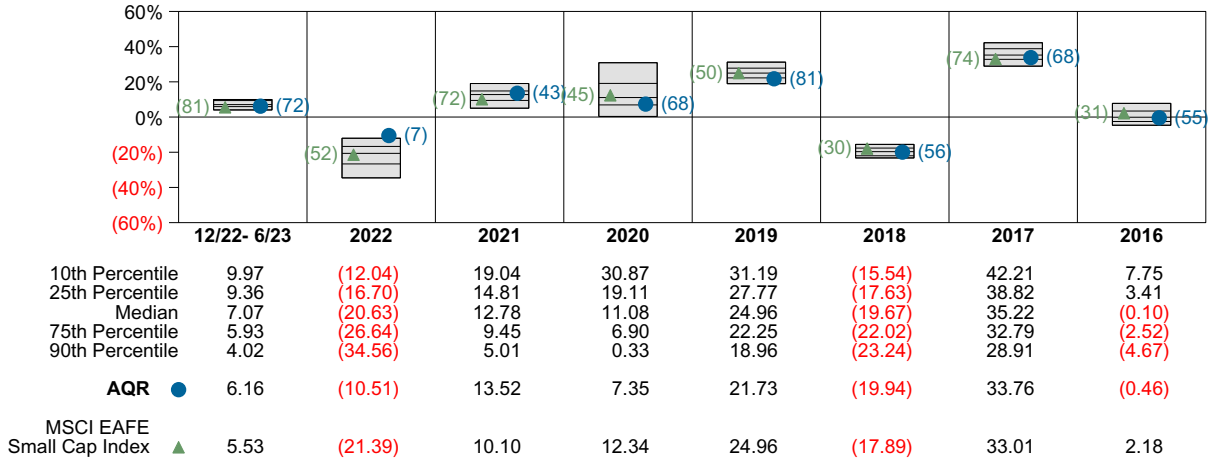 60%
40%
20%
0%
(20%)
(40%)
(60%)
(81) (72)
(52) (7)
(72) (43)
(45) (68)
(50) (81)
(30) (56)
(74) (68)
(31) (55)
12/22- 6/23 2022 2021 2020 2019 2018 2017 2016
10th Percentile 9.97 (12.04) 19.04 30.87 31.19 (15.54) 42.21 7.75
25th Percentile 9.36 (16.70) 14.81 19.11 27.77 (17.63) 38.82 3.41
Median 7.07 (20.63) 12.78 11.08 24.96 (19.67) 35.22 (0.10)
75th Percentile 5.93 (26.64) 9.45 6.90 22.25 (22.02) 32.79 (2.52)
90th Percentile 4.02 (34.56) 5.01 0.33 18.96 (23.24) 28.91 (4.67)
AQR 6.16 (10.51) 13.52 7.35 21.73 (19.94) 33.76 (0.46)
MSCI EAFE
Small Cap Index 5.53 (21.39) 10.10 12.34 24.96 (17.89) 33.01 2.18